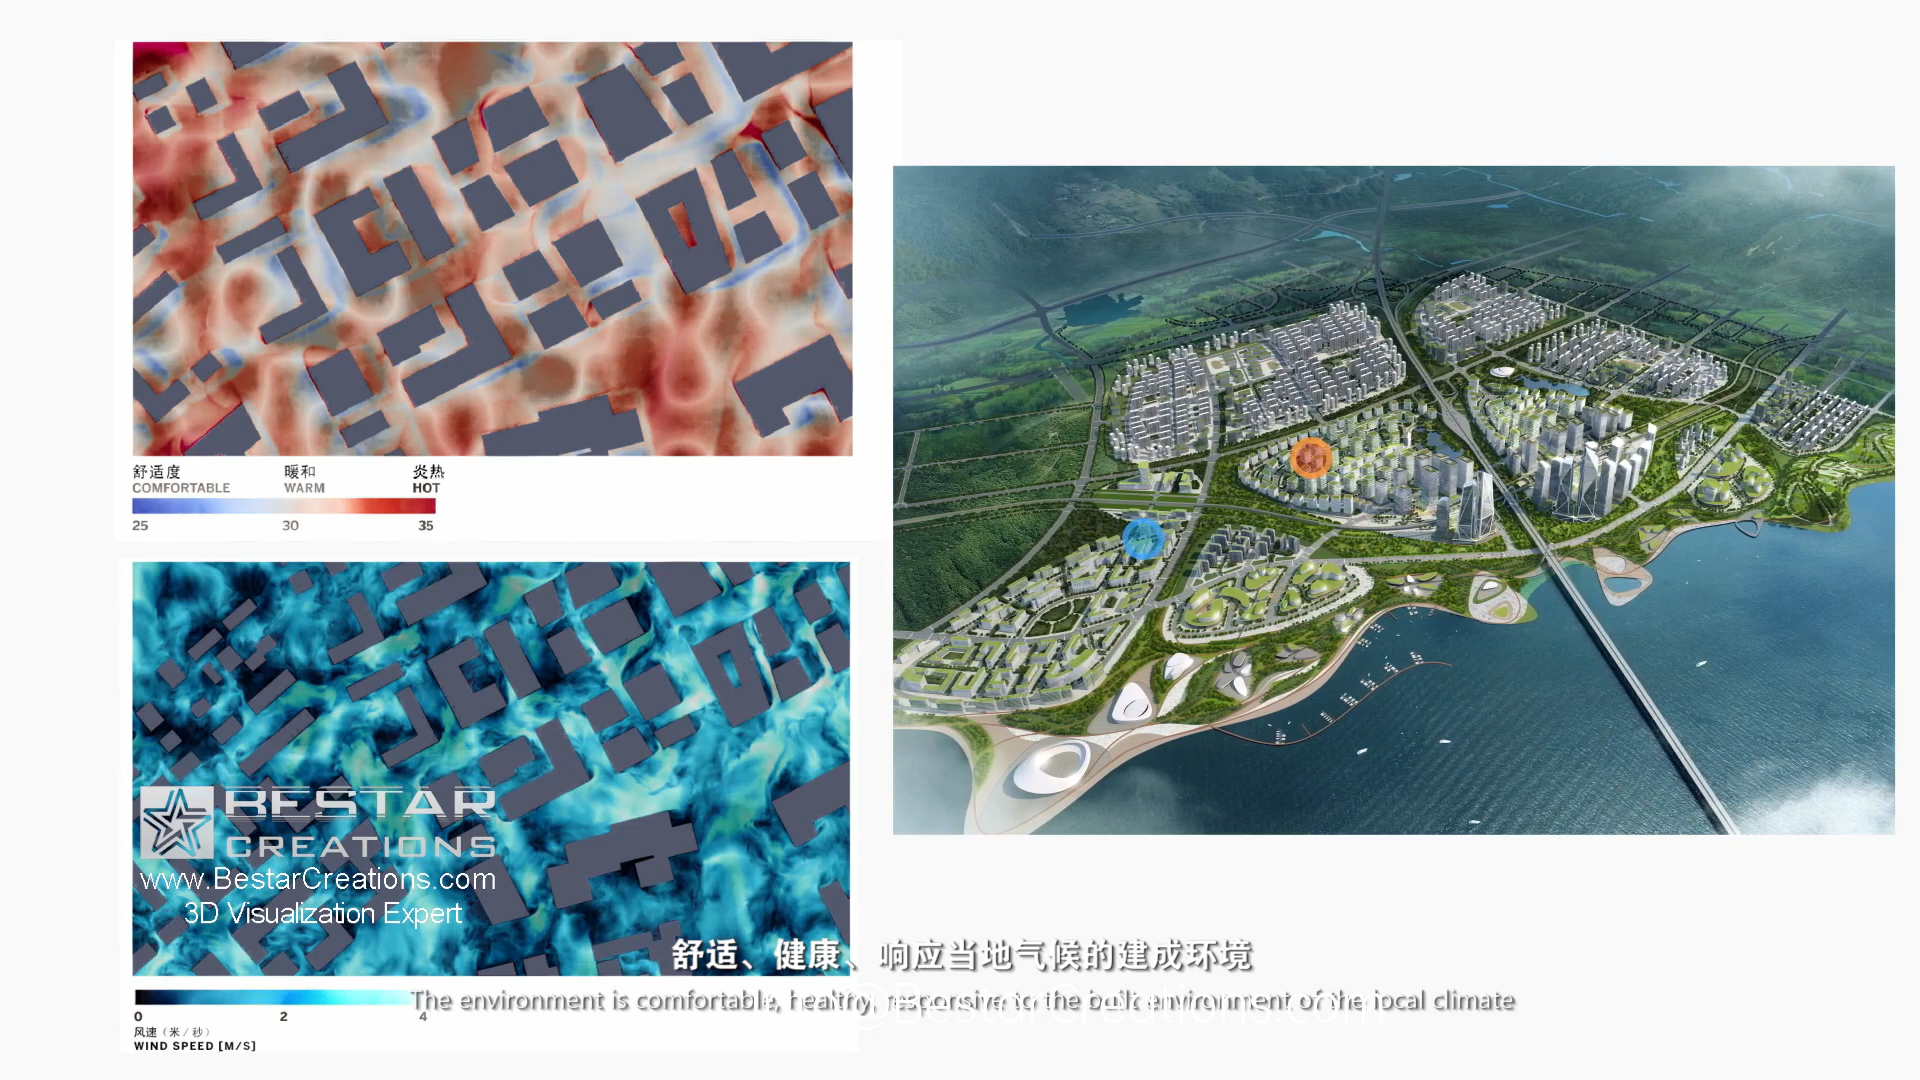 舒适度 暖和 炎热
COMFORTABLE WARM HOT
25 30 35
BESTAR
CREATIONS
www.BestarCreations.com
3D Visualization Expert
舒适、健康、响应当地气候的建成环境
The environment is comfortable, healthy, responsive to the built environment of the local climate
0 2 4
风速（米/秒）
WIND SPEED [M/S]